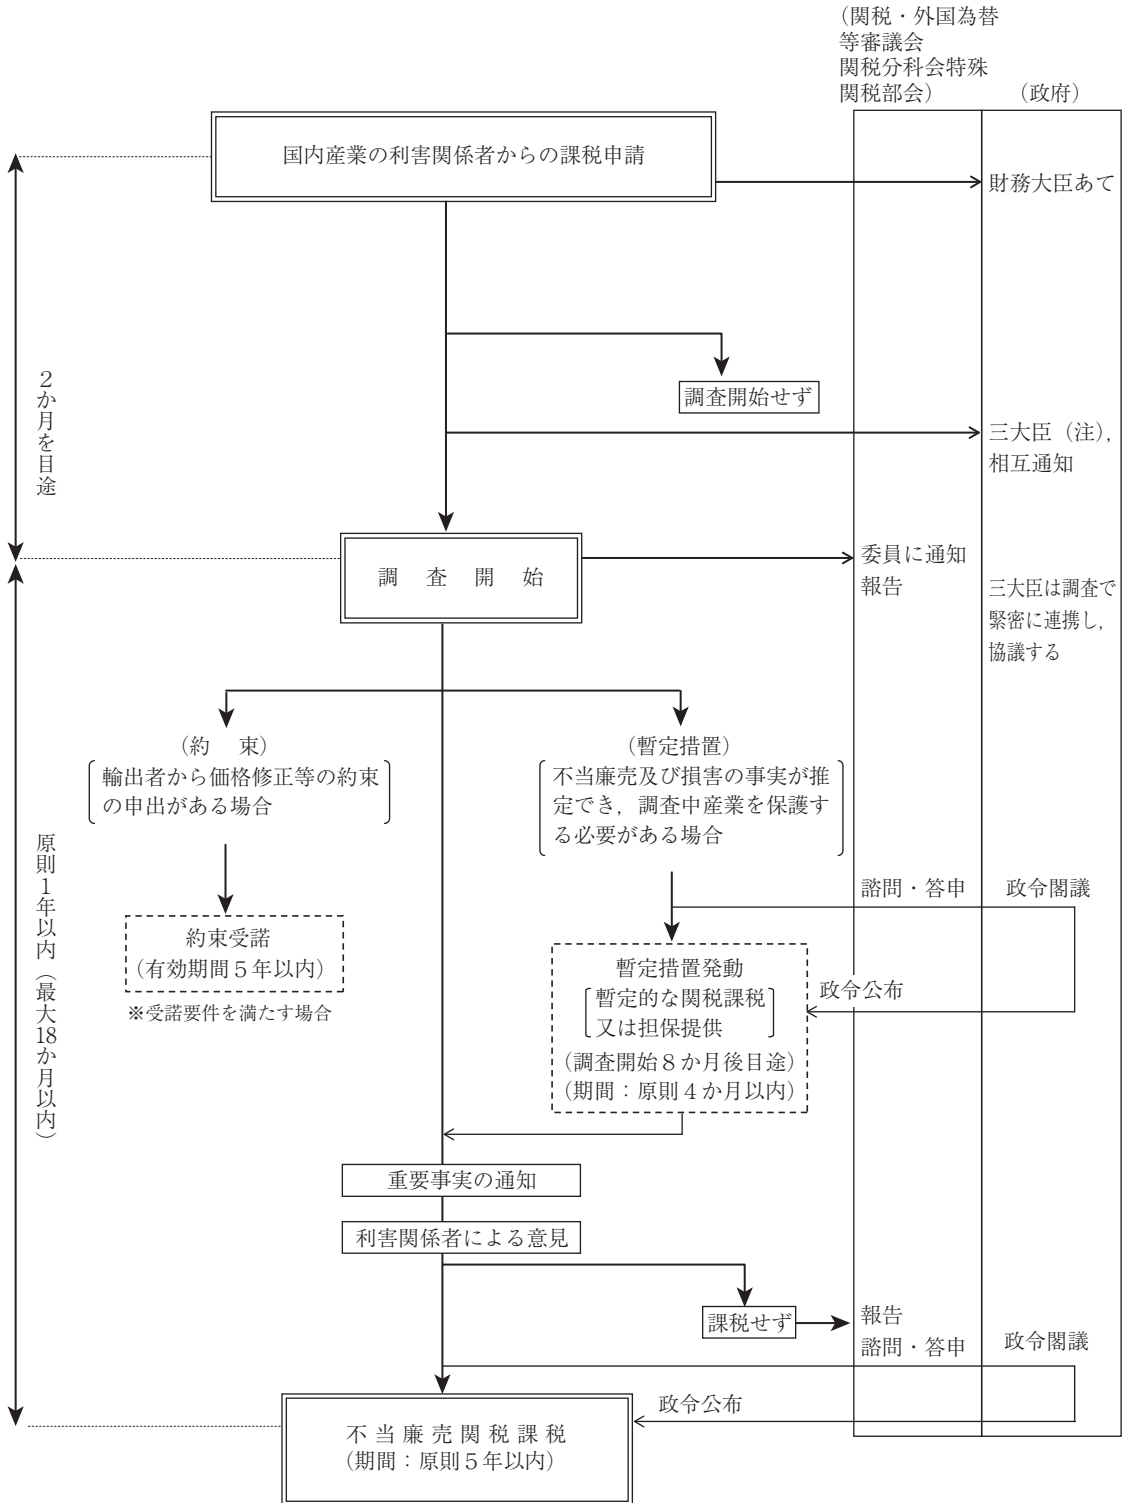 (関税・外国為替
等審議会
関税分科会特殊
関税部会)
(政府)
国内産業の利害関係者からの課税申請
財務大臣あて
2か月を目途
調査開始せず
三大臣(注),
相互通知
調査開始
委員に通知
報告
三大臣は調査で
緊密に連携し,
協議する
(約 束)
輸出者から価格修正等の約束
の申出がある場合
(暫定措置)
不当廉売及び損害の事実が推
定でき,調査中産業を保護す
る必要がある場合
原則1年以内(最大18か月以内)
諮問・答申
政令閣議
約束受諾
(有効期間5年以内)
※受諾要件を満たす場合
暫定措置発動
暫定的な関税課税
又は担保提供
(調査開始8か月後目途)
(期間:原則4か月以内)
政令公布
重要事実の通知
利害関係者による意見
課税せず
報告
諮問・答申
政令閣議
政令公布
不当廉売関税課税
(期間:原則5年以内)